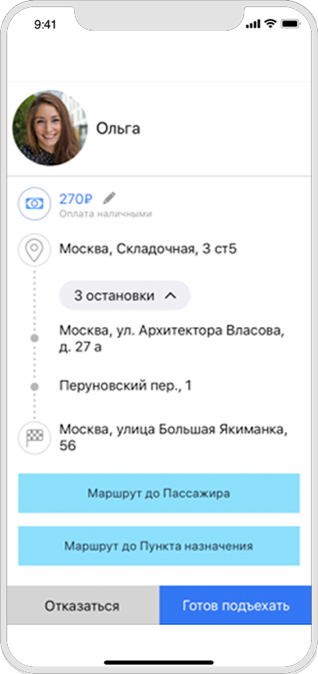 9:41
Ольга
270₽
Оплата наличными
Москва, Складочная, 3 ст5
3 остановки
Москва, ул. Архитектора Власова,
д. 27 а
Перуновский пер., 1
Москва, улица Большая Якиманка,
56
Маршрут до Пассажира
Маршрут до Пункта назначения
Отказаться
Готов подъехать